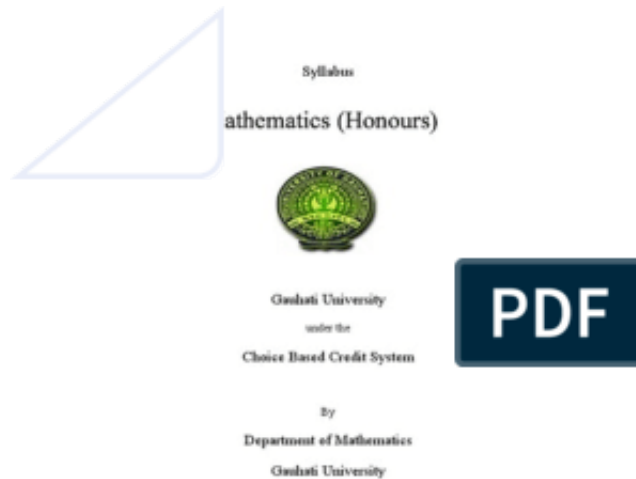 Syllabus
athematics (Honours)
Gauhati University
under the
Choice Based Credit System
PDF
By
Department of Mathematics
Gauhati University